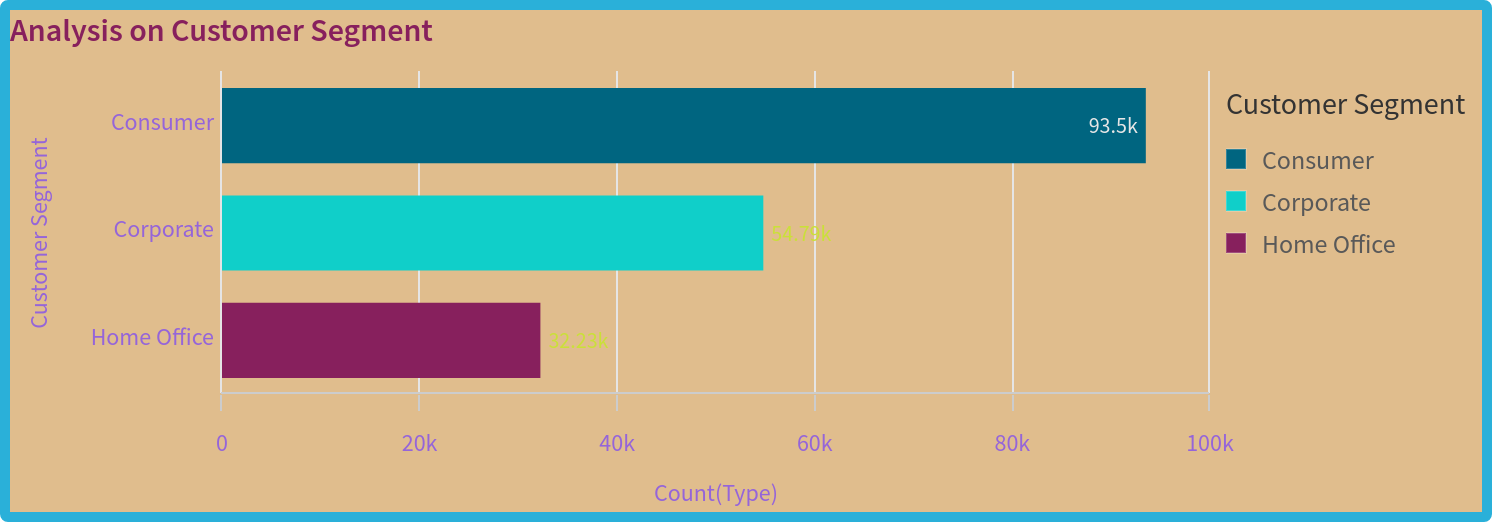 Analysis on Customer Segment
Customer Segment
Consumer
93.5k
Corporate
54.79k
Home Office
32.23k
0 20k 40k 60k 80k 100k
Count(Type)
Customer Segment
Consumer
Corporate
Home Office